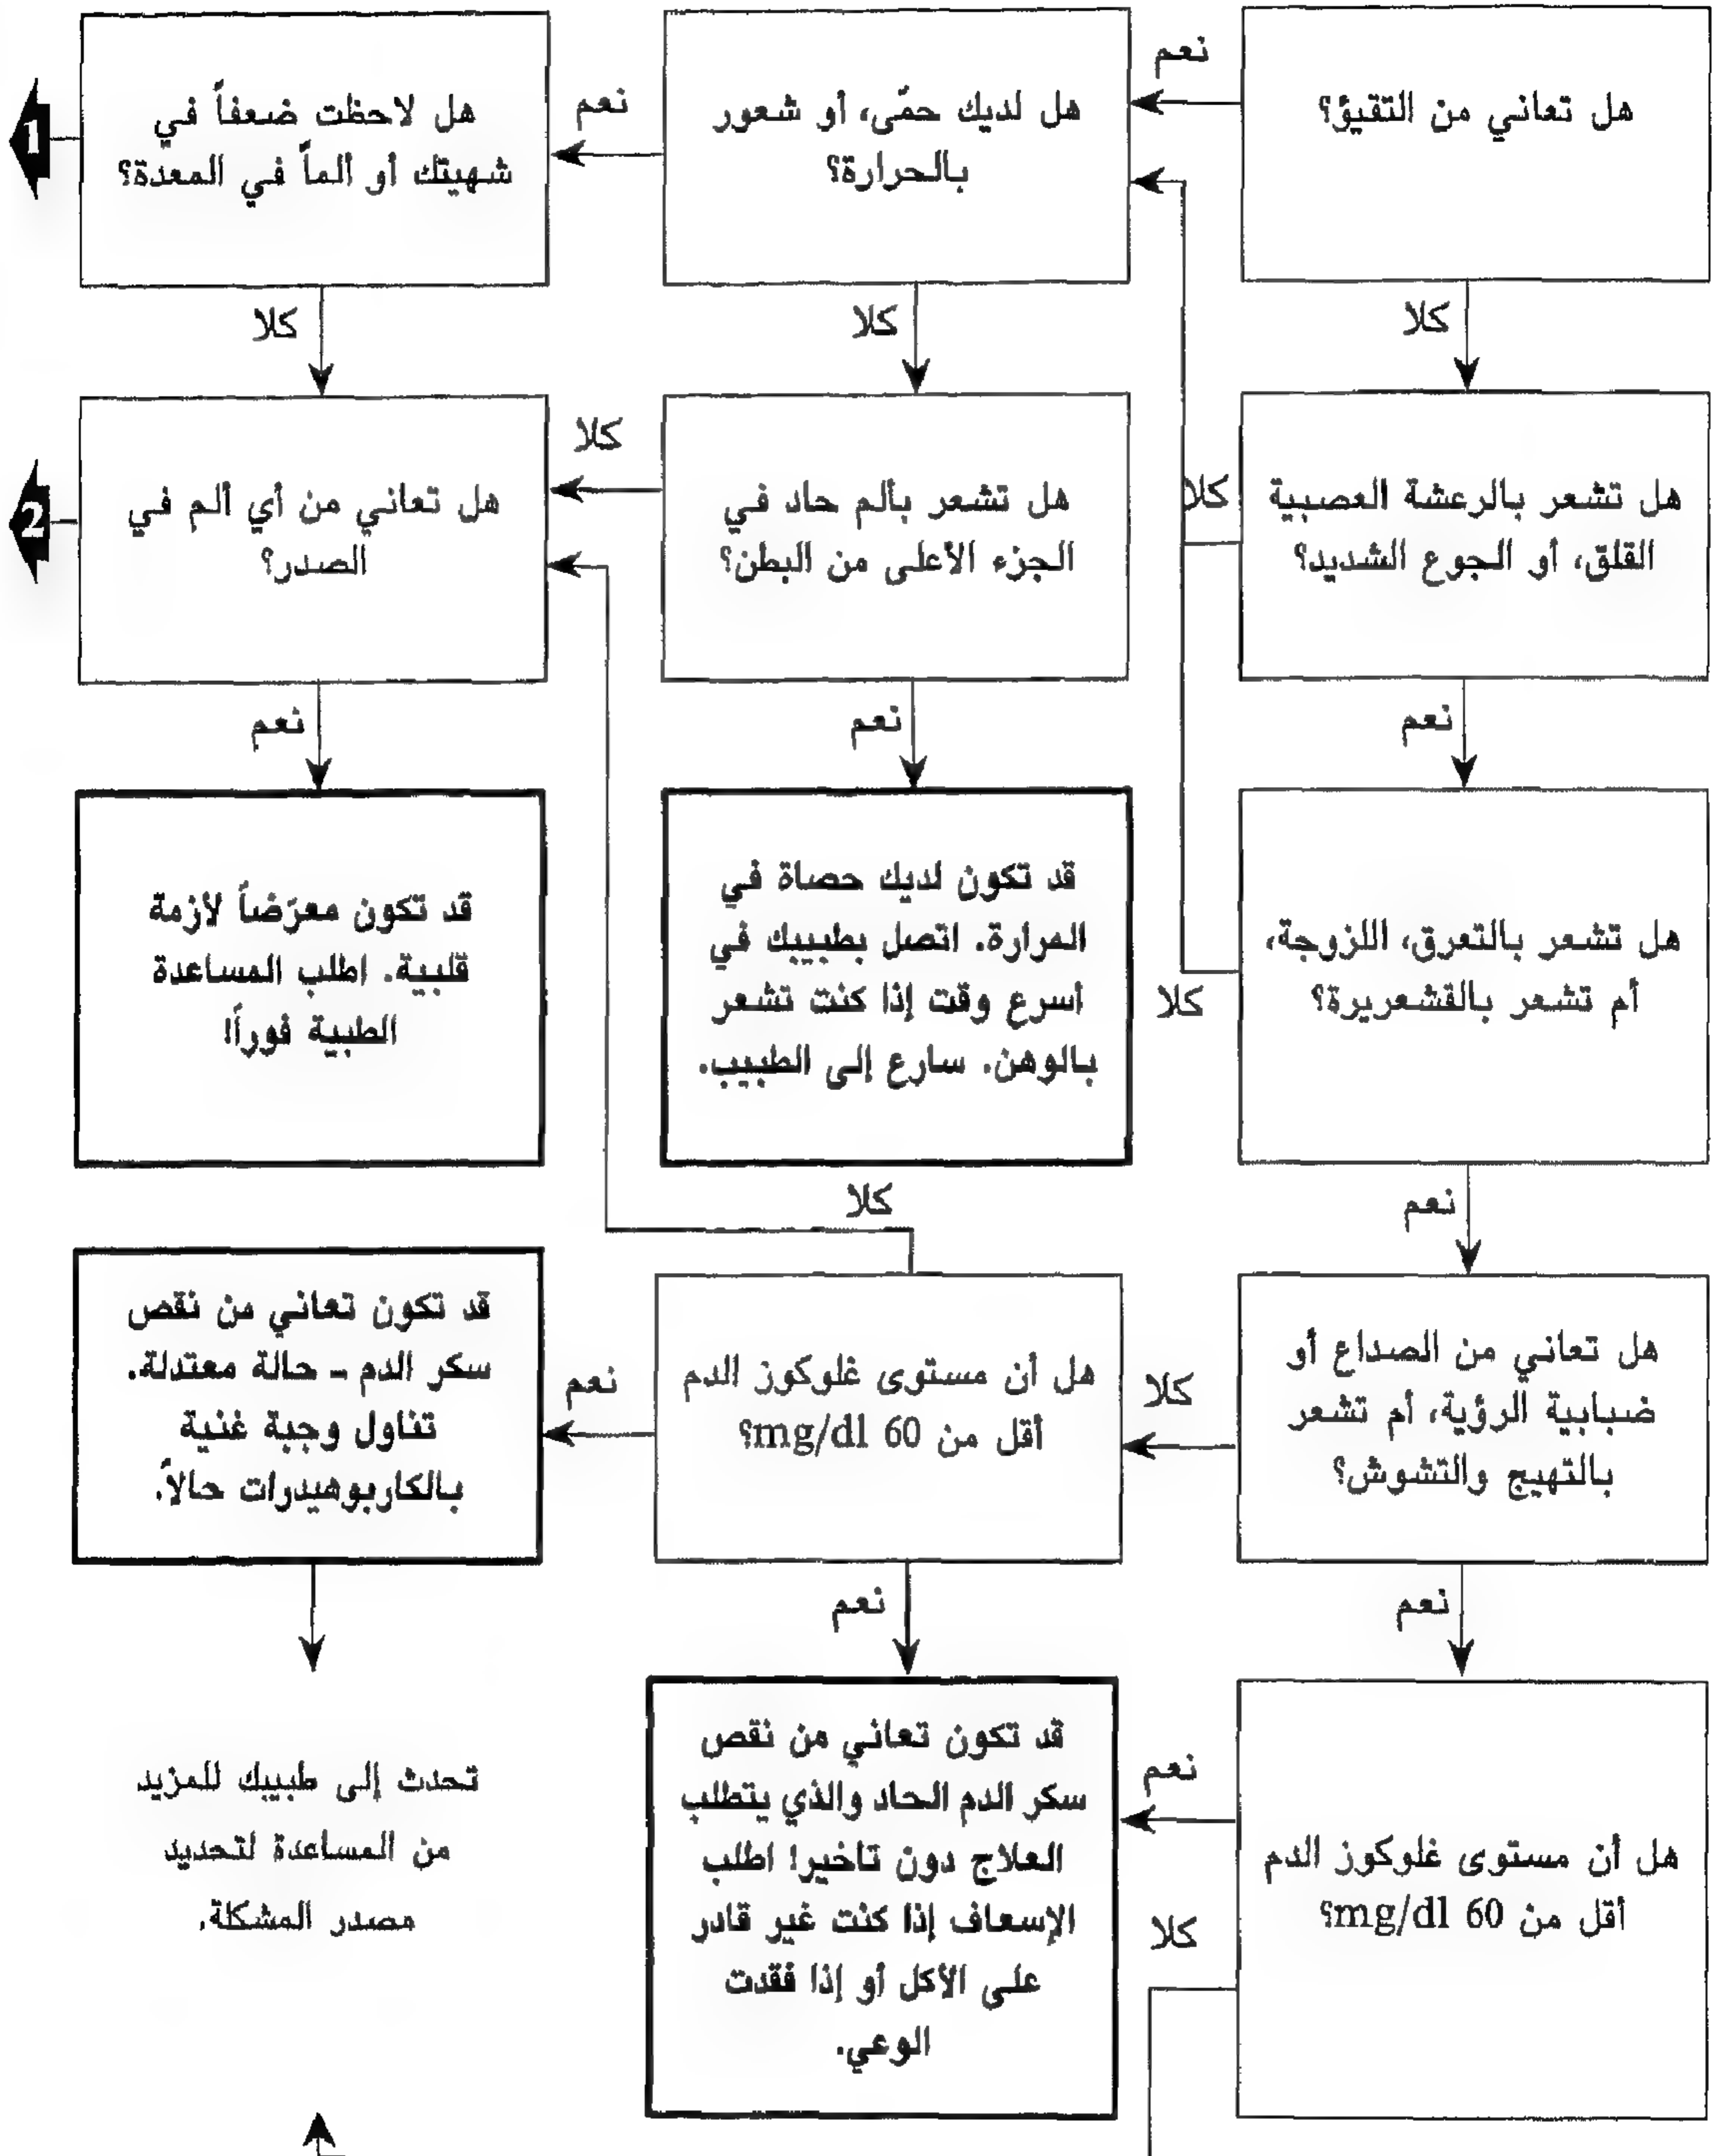 هل تعاني من التقيؤ؟
نعم
هل لديك حمّى، أو شعور
بالحرارة؟
نعم
هل لاحظت ضعفاً في
شهيتك أو ألماً في المعدة؟
1
كلا
كلا
كلا
هل تشعر بالرعشة العصبية
القلق، أو الجوع الشديد؟
كلا
هل تشعر بألم حاد في
الجزء الأعلى من البطن؟
كلا
هل تعاني من أي ألم في
الصدر؟
2
نعم
نعم
نعم
هل تشعر بالتعرق، اللزوجة،
أم تشعر بالقشعريرة؟
كلا
قد تكون لديك حصاة في
المرارة. اتصل بطبيبك في
أسرع وقت إذا كنت تشعر
بالوهن. سارع إلى الطبيب.
قد تكون معرّضاً لأزمة
قلبية. اطلب المساعدة
الطبية فوراً!
نعم
كلا
هل تعاني من الصداع أو
ضبابية الرؤية، أم تشعر
بالتهيج والتشوش؟
كلا
هل أن مستوى غلوكوز الدم
أقل من 60 mg/dl؟
نعم
قد تكون تعاني من نقص
سكر الدم - حالة معتدلة.
تناول وجبة غنية
بالكاربوهيدرات حالاً.
نعم
نعم
هل أن مستوى غلوكوز الدم
أقل من 60 mg/dl؟
نعم
كلا
قد تكون تعاني من نقص
سكر الدم الحاد والذي يتطلب
العلاج دون تاخير! اطلب
الإسعاف إذا كنت غير قادر
على الأكل أو إذا فقدت
الوعي.
تحدث إلى طبيبك للمزيد
من المساعدة لتحديد
مصدر المشكلة.